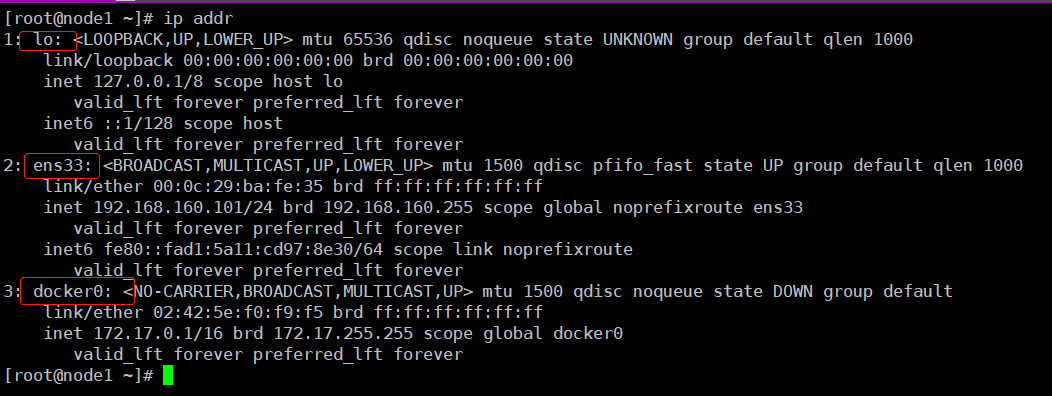 [root@node1 ~]# ip addr
1: lo: <LOOPBACK,UP,LOWER_UP> mtu 65536 qdisc noqueue state UNKNOWN group default qlen 1000
    link/loopback 00:00:00:00:00:00 brd 00:00:00:00:00:00
    inet 127.0.0.1/8 scope host lo
       valid_lft forever preferred_lft forever
    inet6 ::1/128 scope host
       valid_lft forever preferred_lft forever
2: ens33: <BROADCAST,MULTICAST,UP,LOWER_UP> mtu 1500 qdisc pfifo_fast state UP group default qlen 1000
    link/ether 00:0c:29:ba:fe:35 brd ff:ff:ff:ff:ff:ff
    inet 192.168.160.101/24 brd 192.168.160.255 scope global noprefixroute ens33
       valid_lft forever preferred_lft forever
    inet6 fe80::fad1:5a11:cd97:8e30/64 scope link noprefixroute
       valid_lft forever preferred_lft forever
3: docker0: <NO-CARRIER,BROADCAST,MULTICAST,UP> mtu 1500 qdisc noqueue state DOWN group default
    link/ether 02:42:5e:f0:f9:f5 brd ff:ff:ff:ff:ff:ff
    inet 172.17.0.1/16 brd 172.17.255.255 scope global docker0
       valid_lft forever preferred_lft forever
[root@node1 ~]#